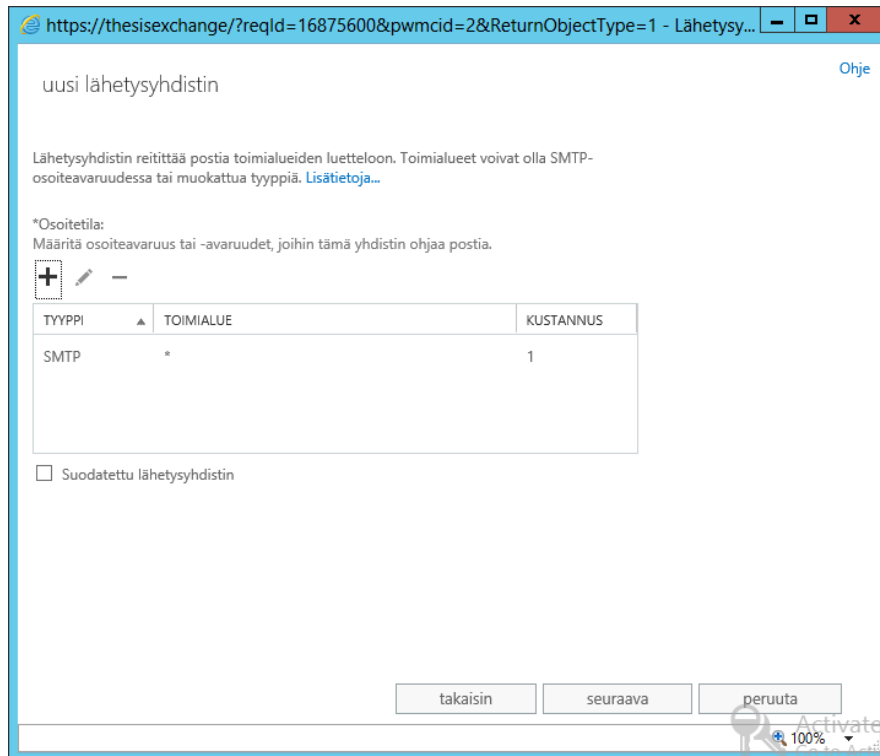 https://thesisexchange/?reqId=16875600&pwmcid=2&ReturnObjectType=1 - Lähetysy...
Ohje
uusi lähetysyhdistin
Lähetysyhdistin reitittää postia toimialueiden luetteloon. Toimialueet voivat olla SMTP-
osoiteavaruudessa tai muokattua tyyppiä. Lisätietoja...
*Osoitetila:
Määritä osoiteavaruus tai -avaruudet, joihin tämä yhdistin ohjaa postia.
TYYPPI TOIMIALUE KUSTANNUS
SMTP * 1
Suodatettu lähetysyhdistin
takaisin seuraava peruuta
Activate
100%